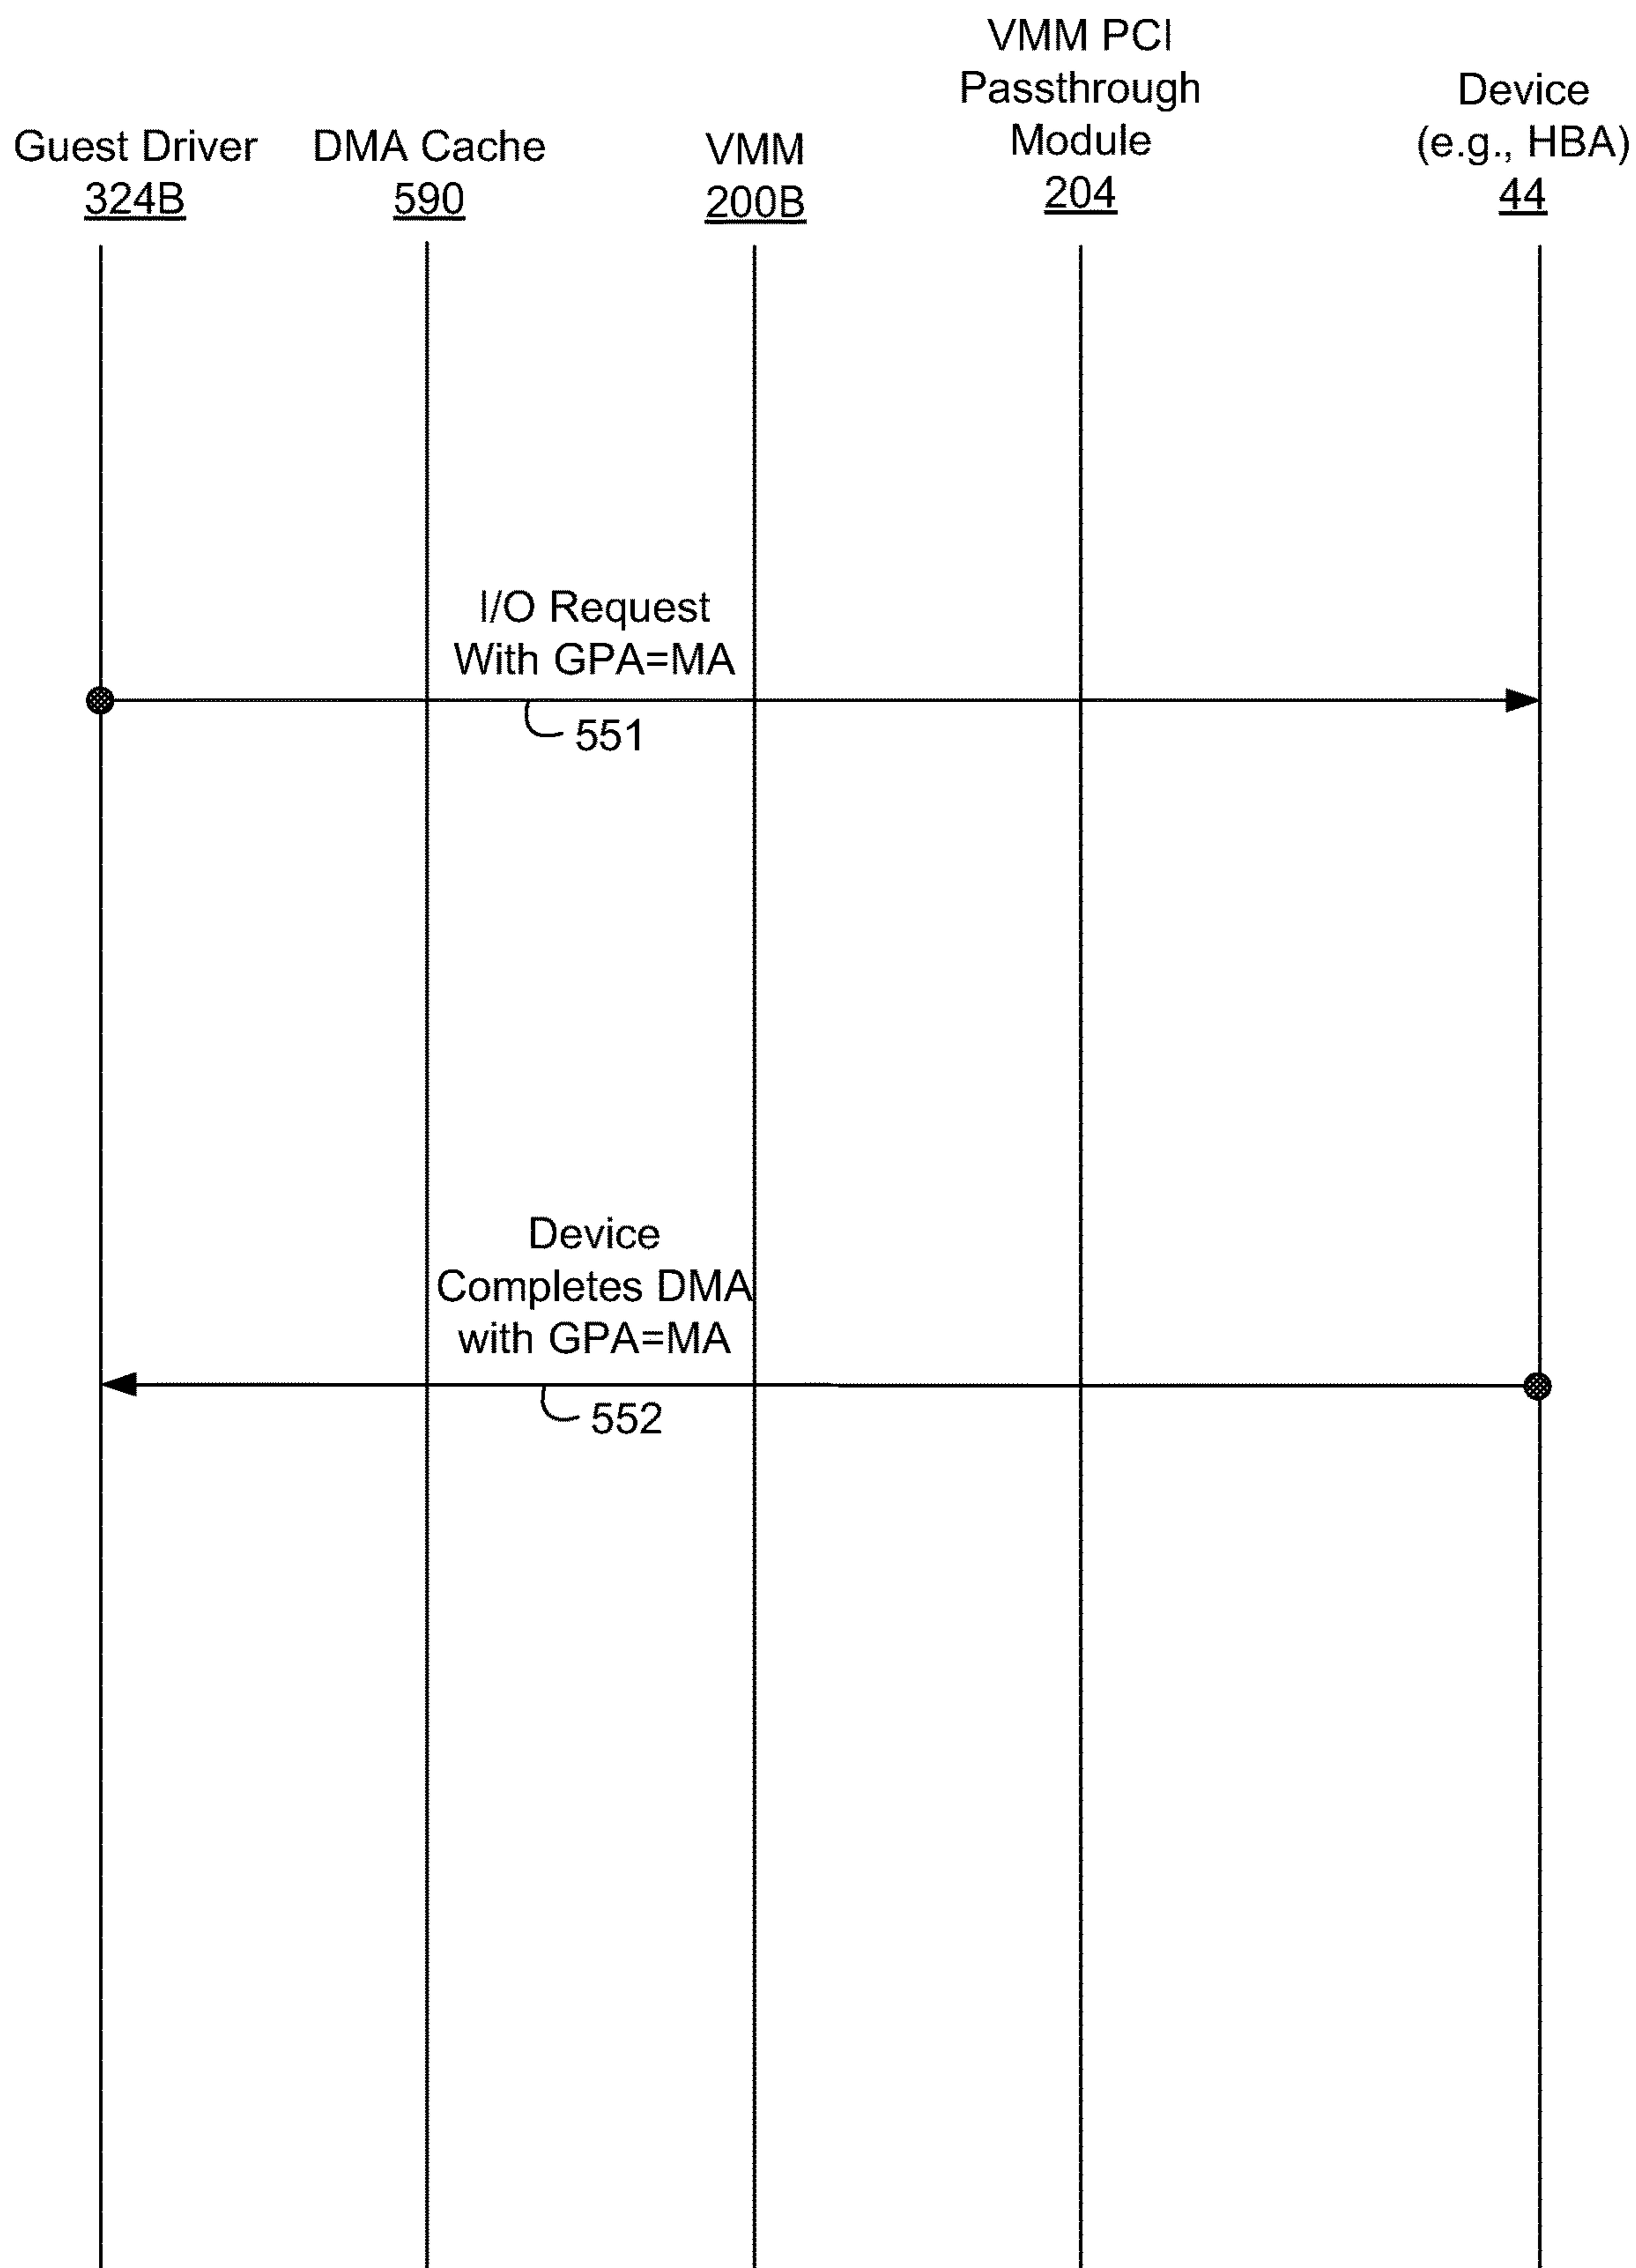 Guest Driver
324B
DMA Cache
590
VMM
200B
VMM PCI
Passthrough
Module
204
Device
(e.g., HBA)
44
I/O Request
With GPA=MA
551
Device
Completes DMA
with GPA=MA
552